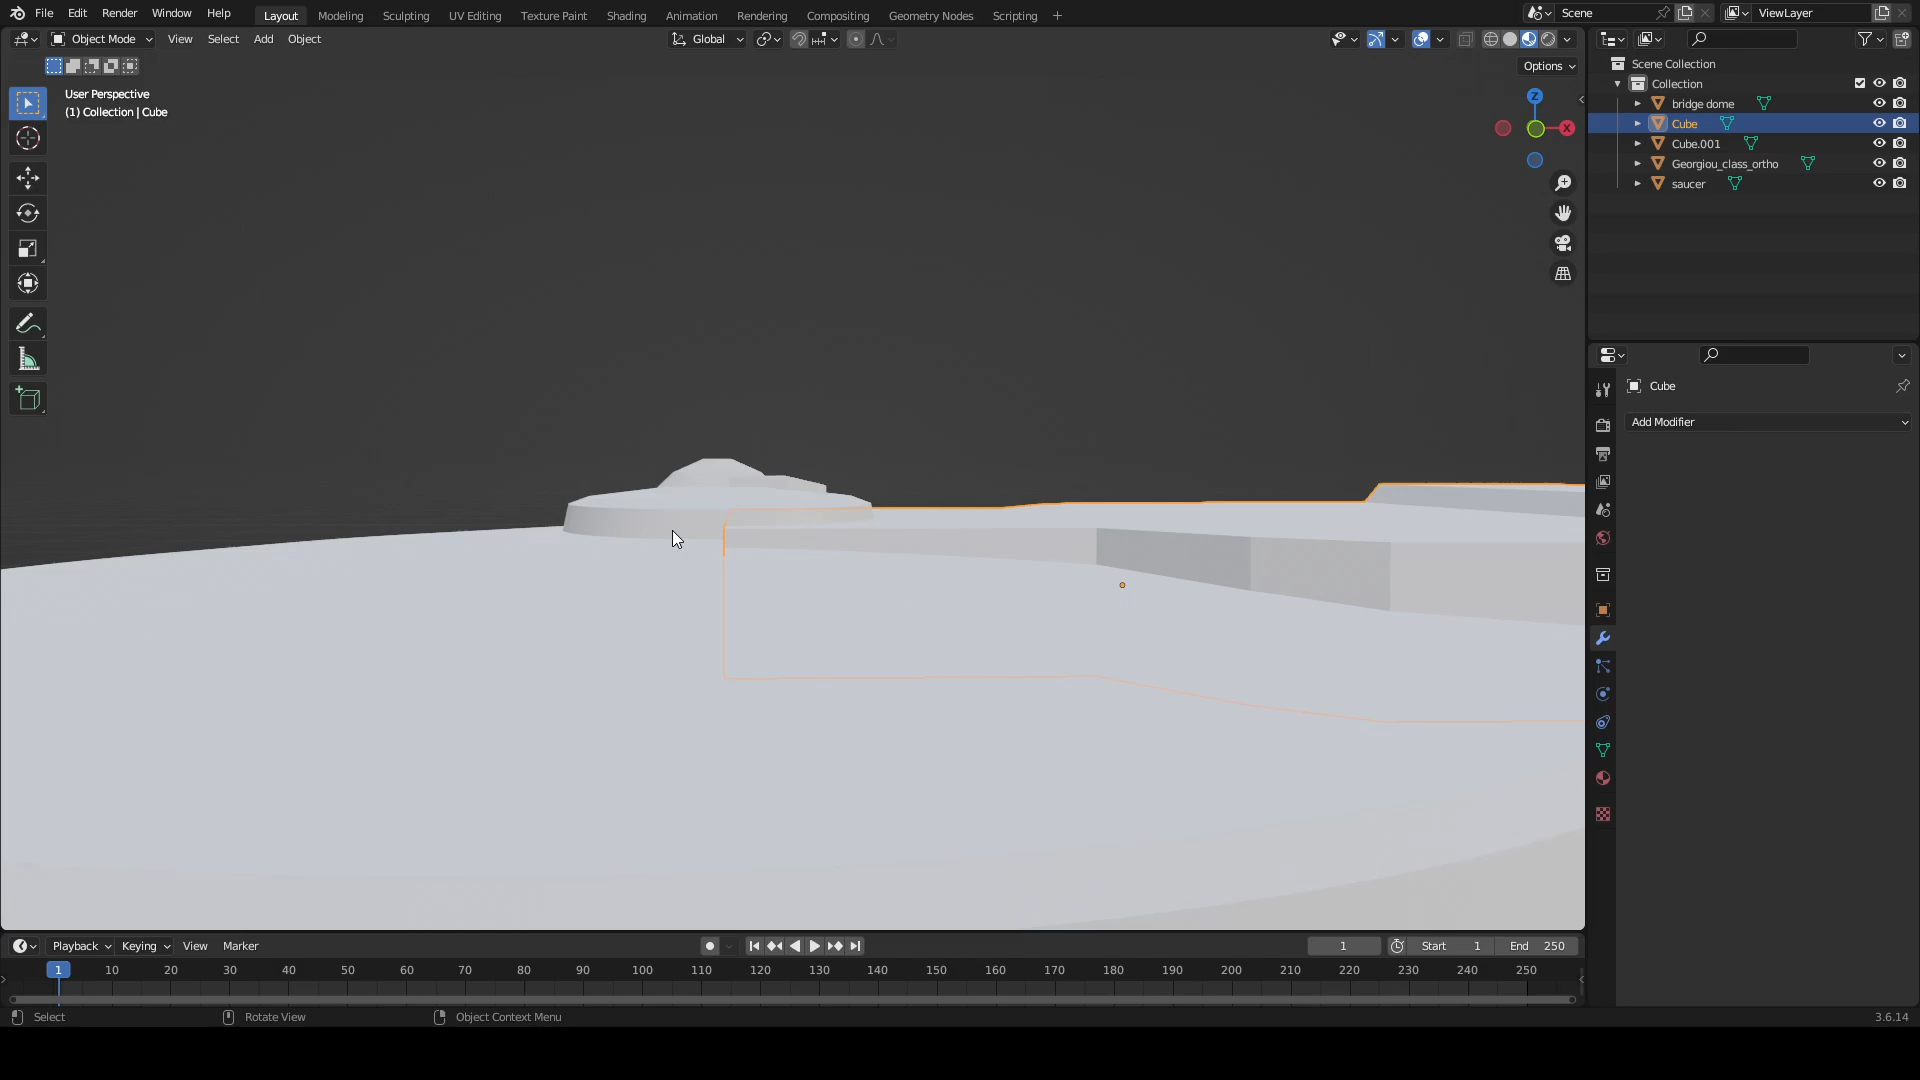 File Edit Render Window Help Layout Modeling Sculpting UV Editing Texture Paint Shading Animation Rendering Compositing Geometry Nodes Scripting + Scene ViewLayer
Object Mode View Select Add Object Global
Options
User Perspective
(1) Collection | Cube
Z
X
Scene Collection
Collection
bridge dome
Cube
Cube.001
Georgiou_class_ortho
saucer
Cube
Add Modifier
Playback Keying View Marker 1 Start 1 End 250
1 10 20 30 40 50 60 70 80 90 100 110 120 130 140 150 160 170 180 190 200 210 220 230 240 250
Select Rotate View Object Context Menu 3.6.14